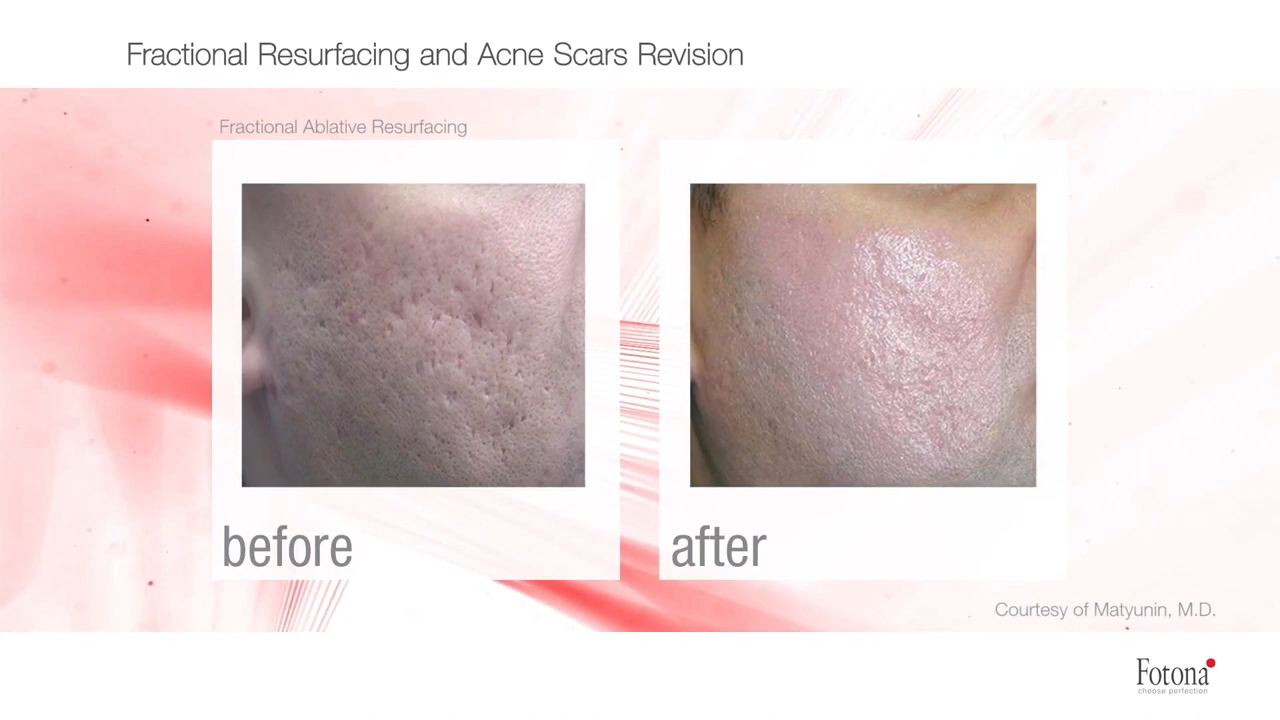 Fractional Resurfacing and Acne Scars Revision
Fractional Ablative Resurfacing
before
after
Courtesy of Matyunin, M.D.
Fotona
choose perfection